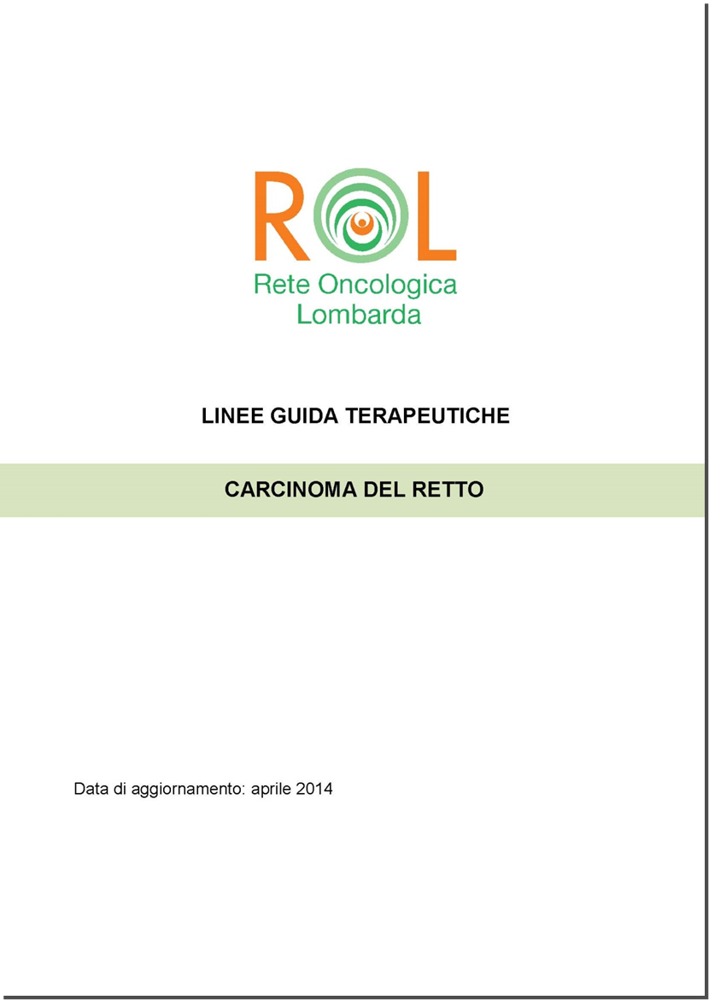 ROL
Rete Oncologica
Lombarda
LINEE GUIDA TERAPEUTICHE
CARCINOMA DEL RETTO
Data di aggiornamento: aprile 2014